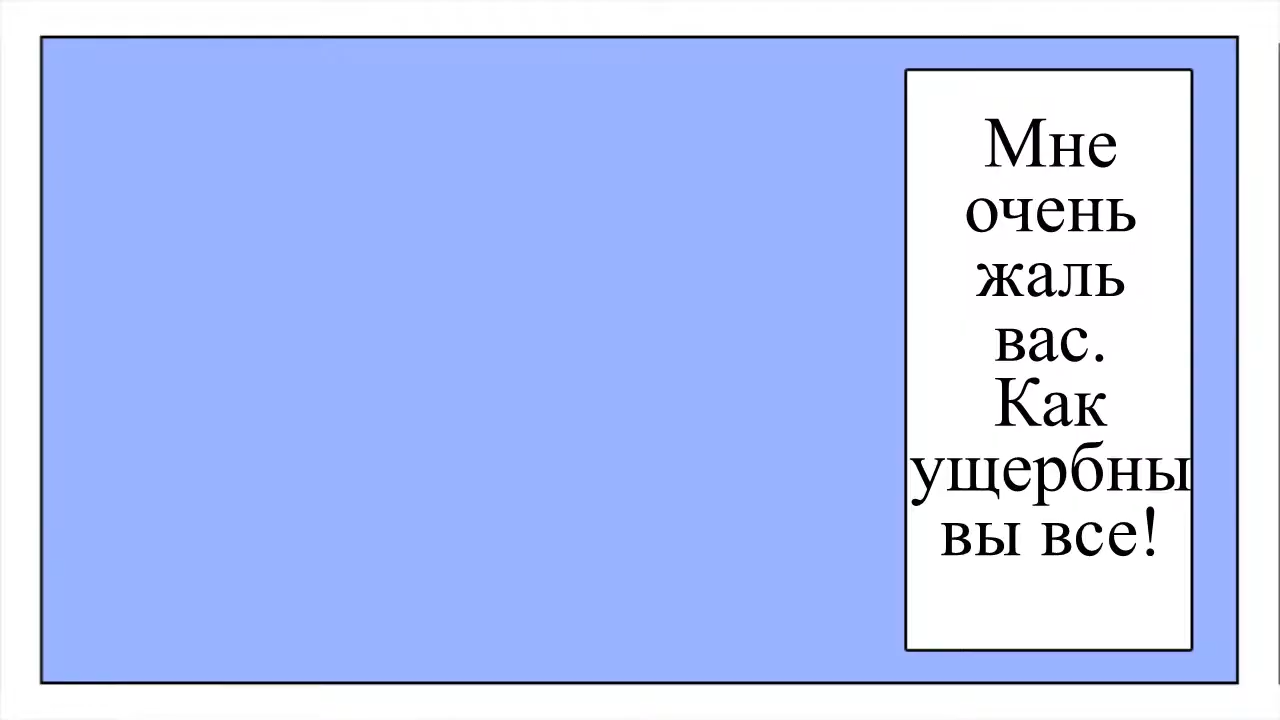 Мне
очень
жаль
вас.
Как
ущербны
вы все!